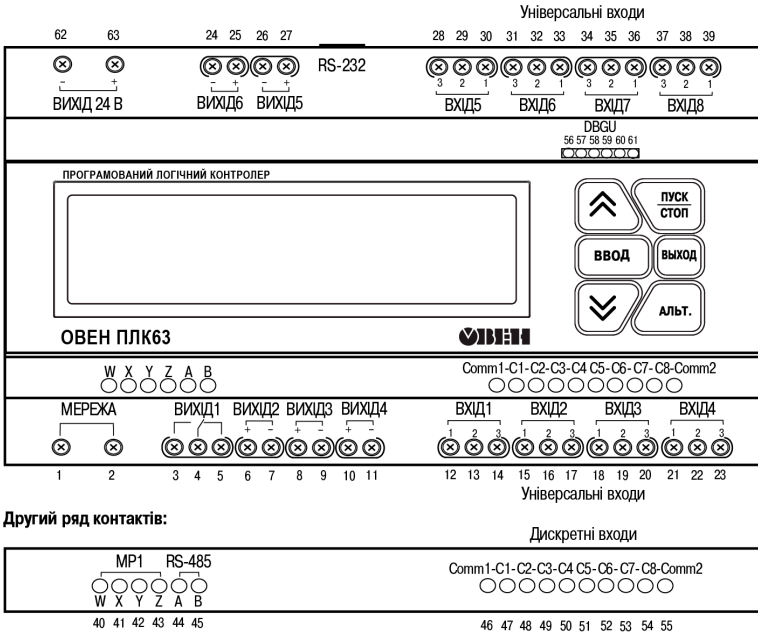 Універсальні входи
62 63 24 25 26 27 28 29 30 31 32 33 34 35 36 37 38 39
RS-232
– + – + – + 3 2 1 3 2 1 3 2 1 3 2 1
ВИХІД 24 В ВИХІД6 ВИХІД5 ВХІД5 ВХІД6 ВХІД7 ВХІД8
DBGU
56 57 58 59 60 61
ПРОГРАМОВАНИЙ ЛОГІЧНИЙ КОНТРОЛЕР
ПУСК
СТОП
ВВОД ВЫХОД
АЛЬТ.
ОВЕН ПЛК63 ОВЕН
W X Y Z A B Comm1-C1-C2-C3-C4 C5-C6-C7-C8-Comm2
МЕРЕЖА ВИХІД1 ВИХІД2 ВИХІД3 ВИХІД4 ВХІД1 ВХІД2 ВХІД3 ВХІД4
+ – + – + – 1 2 3 1 2 3 1 2 3 1 2 3
1 2 3 4 5 6 7 8 9 10 11 12 13 14 15 16 17 18 19 20 21 22 23
Універсальні входи
Другий ряд контактів:
Дискретні входи
МР1 RS-485 Comm1-C1-C2-C3-C4 C5-C6-C7-C8-Comm2
W X Y Z A B
40 41 42 43 44 45 46 47 48 49 50 51 52 53 54 55